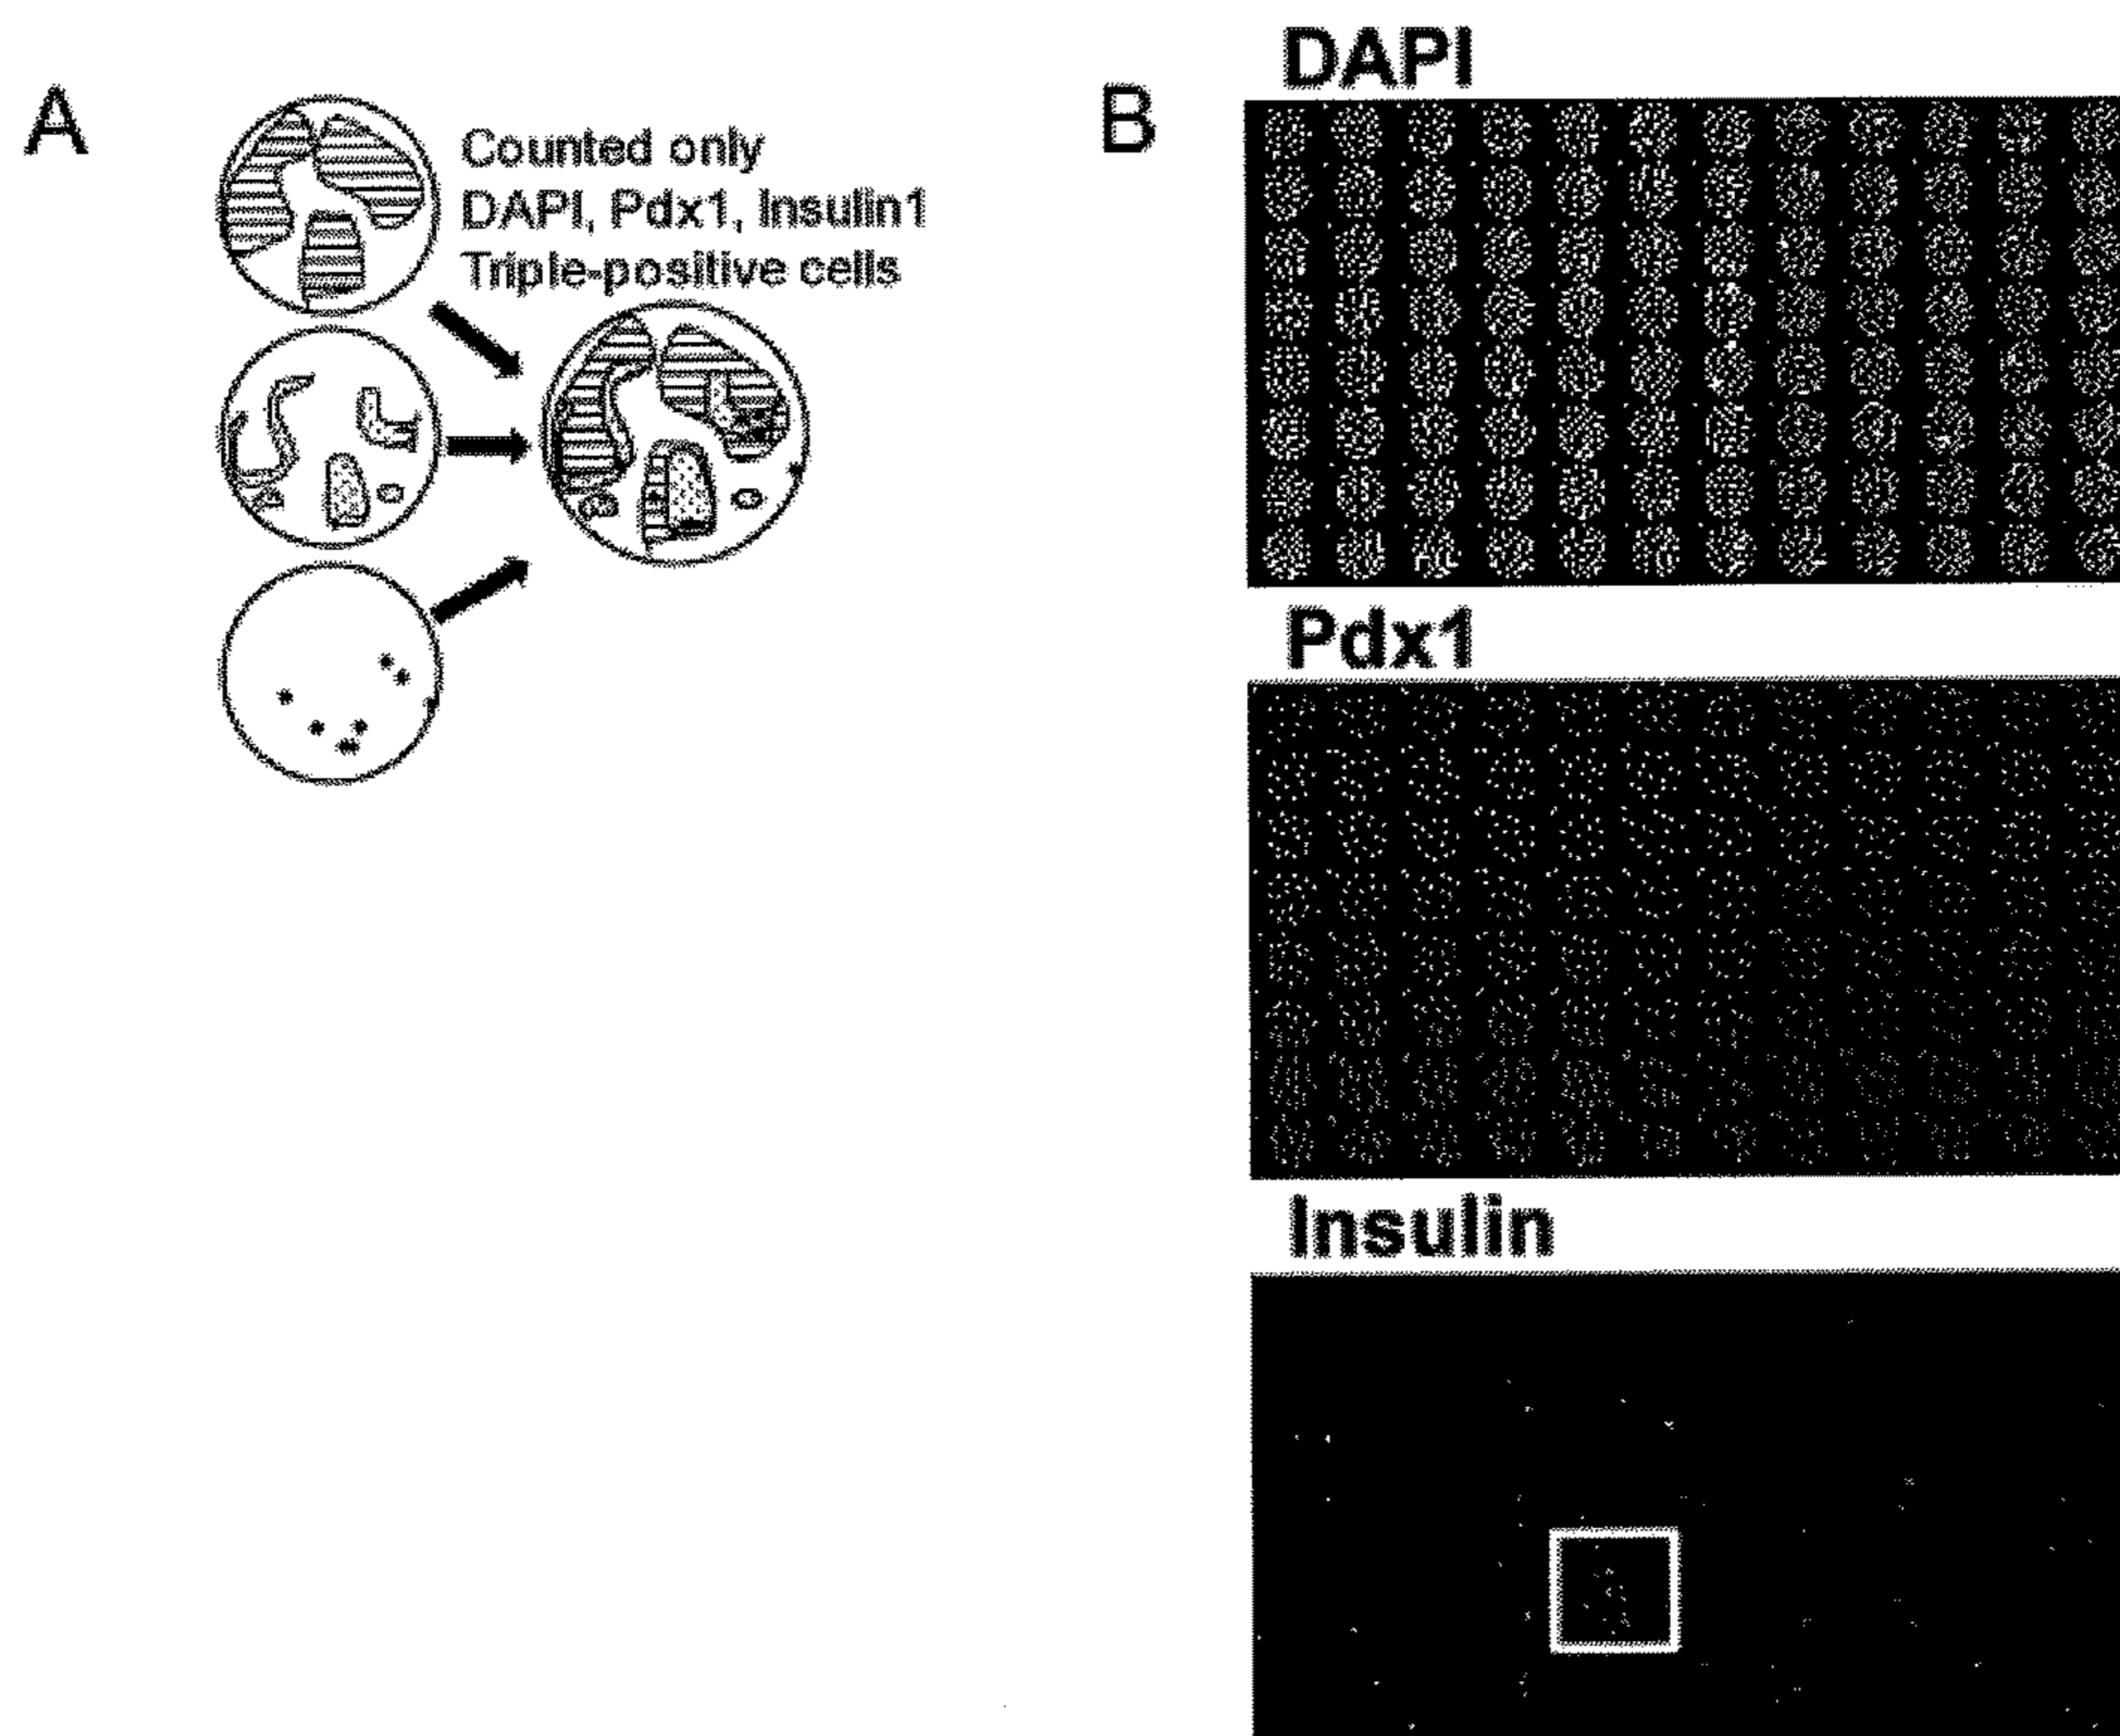 A
Counted only
DAPI, Pdx1, Insulin1
Triple-positive cells
B
DAPI
Pdx1
Insulin